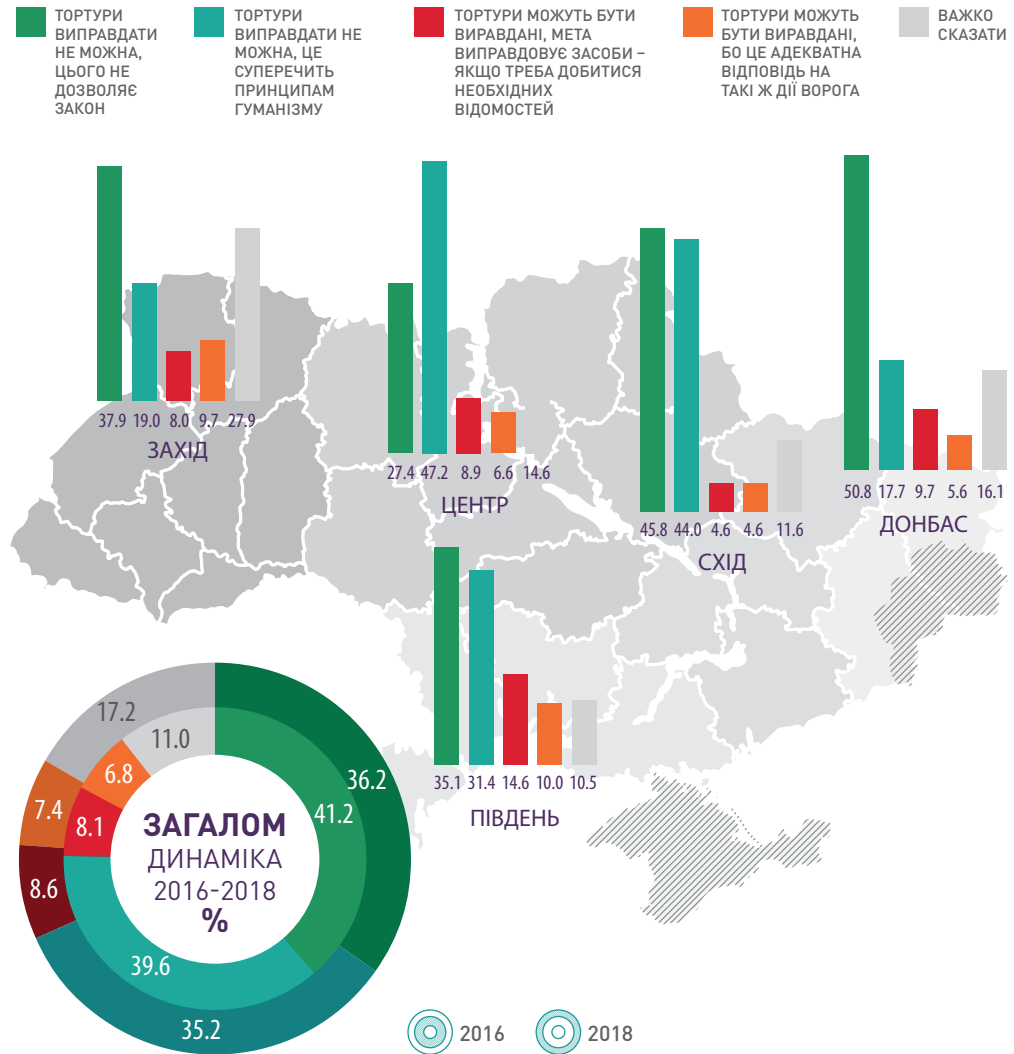 ТОРТУРИ
ВИПРАВДАТИ
НЕ МОЖНА,
ЦЬОГО НЕ
ДОЗВОЛЯЄ
ЗАКОН
ТОРТУРИ
ВИПРАВДАТИ НЕ
МОЖНА, ЦЕ
СУПЕРЕЧИТЬ
ПРИНЦИПАМ
ГУМАНІЗМУ
ТОРТУРИ МОЖУТЬ БУТИ
ВИРАВДАНІ, МЕТА
ВИПРАВДОВУЄ ЗАСОБИ –
ЯКЩО ТРЕБА ДОБИТИСЯ
НЕОБХІДНИХ
ВІДОМОСТЕЙ
ТОРТУРИ МОЖУТЬ
БУТИ ВИРАВДАНІ,
БО ЦЕ АДЕКВАТНА
ВІДПОВІДЬ НА
ТАКІ Ж ДІЇ ВОРОГА
ВАЖКО
СКАЗАТИ
37.9 19.0 8.0 9.7 27.9
ЗАХІД
27.4 47.2 8.9 6.6 14.6
ЦЕНТР
45.8 44.0 4.6 4.6 11.6
СХІД
50.8 17.7 9.7 5.6 16.1
ДОНБАС
35.1 31.4 14.6 10.0 10.5
ПІВДЕНЬ
17.2
11.0
36.2
41.2
6.8
7.4
8.1
8.6
39.6
35.2
ЗАГАЛОМ
ДИНАМІКА
2016-2018
%
2016
2018